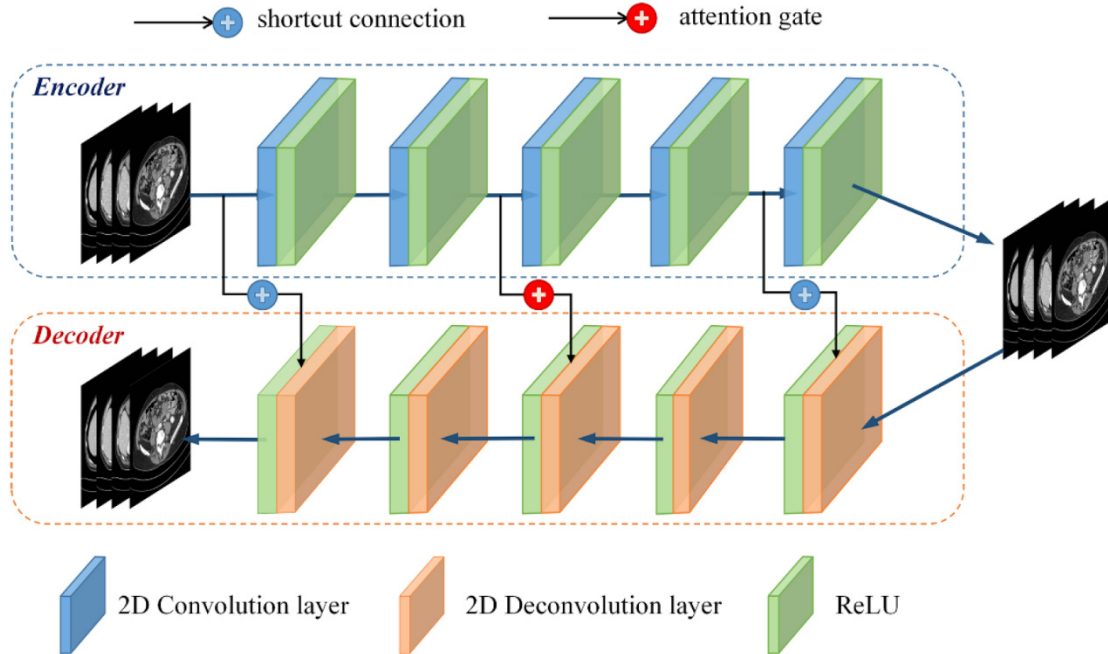 shortcut connection
attention gate
Encoder
Decoder
2D Convolution layer
2D Deconvolution layer
ReLU